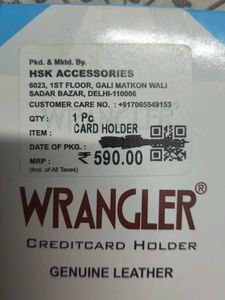 Pkd. & Mktd. By.
HSK ACCESSORIES
6023, 1ST FLOOR, GALI MATKON WALI
SADAR BAZAR, DELHI-110006
CUSTOMER CARE NO. : +917065549153
QTY : 1 Pc
ITEM : CARD HOLDER
DATE OF PKG. :
MRP : ₹ 590.00
(Incl. of All Taxes)
WRANGLER®
CREDITCARD HOLDER
GENUINE LEATHER